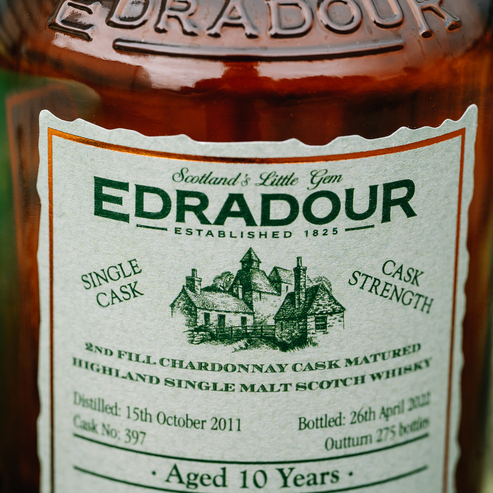 EDRADOUR
Scotland's Little Gem
EDRADOUR
ESTABLISHED 1825
SINGLE CASK
CASK STRENGTH
2ND FILL CHARDONNAY CASK MATURED
HIGHLAND SINGLE MALT SCOTCH WHISKY
Distilled: 15th October 2011
Bottled: 26th April 2022
Cask No: 397
Outturn 275 bottles
· Aged 10 Years ·